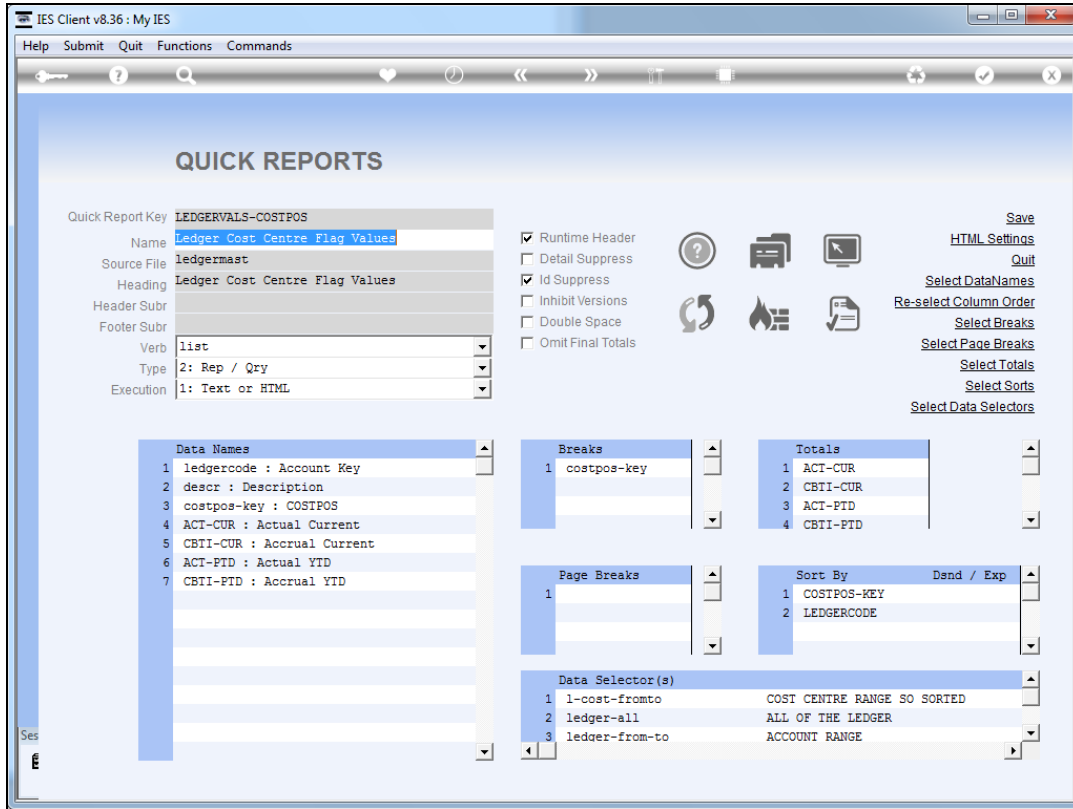 IES Client v8.36 : My IES
Help Submit Quit Functions Commands
QUICK REPORTS
Quick Report Key LEDGERVALS-COSTPOS
Name Ledger Cost Centre Flag Values
Source File ledgermast
Heading Ledger Cost Centre Flag Values
Header Subr
Footer Subr
Verb list
Type 2: Rep / Qry
Execution 1: Text or HTML
Runtime Header
Detail Suppress
Id Suppress
Inhibit Versions
Double Space
Omit Final Totals
Save
HTML Settings
Quit
Select DataNames
Re-select Column Order
Select Breaks
Select Page Breaks
Select Totals
Select Sorts
Select Data Selectors
Data Names
1 ledgercode : Account Key
2 descr : Description
3 costpos-key : COSTPOS
4 ACT-CUR : Actual Current
5 CBTI-CUR : Accrual Current
6 ACT-PTD : Actual YTD
7 CBTI-PTD : Accrual YTD
Breaks
1 costpos-key
Totals
1 ACT-CUR
2 CBTI-CUR
3 ACT-PTD
4 CBTI-PTD
Page Breaks
1
Sort By Dsnd / Exp
1 COSTPOS-KEY
2 LEDGERCODE
Data Selector(s)
1 l-cost-fromto COST CENTRE RANGE SO SORTED
2 ledger-all ALL OF THE LEDGER
3 ledger-from-to ACCOUNT RANGE
Ses